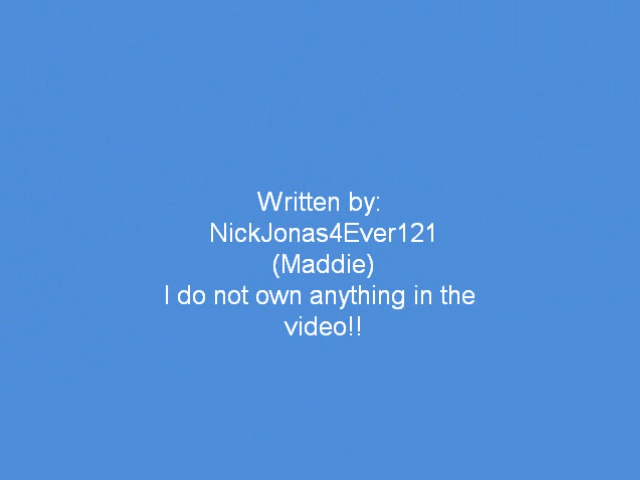 Written by:
NickJonas4Ever121
(Maddie)
I do not own anything in the
video!!